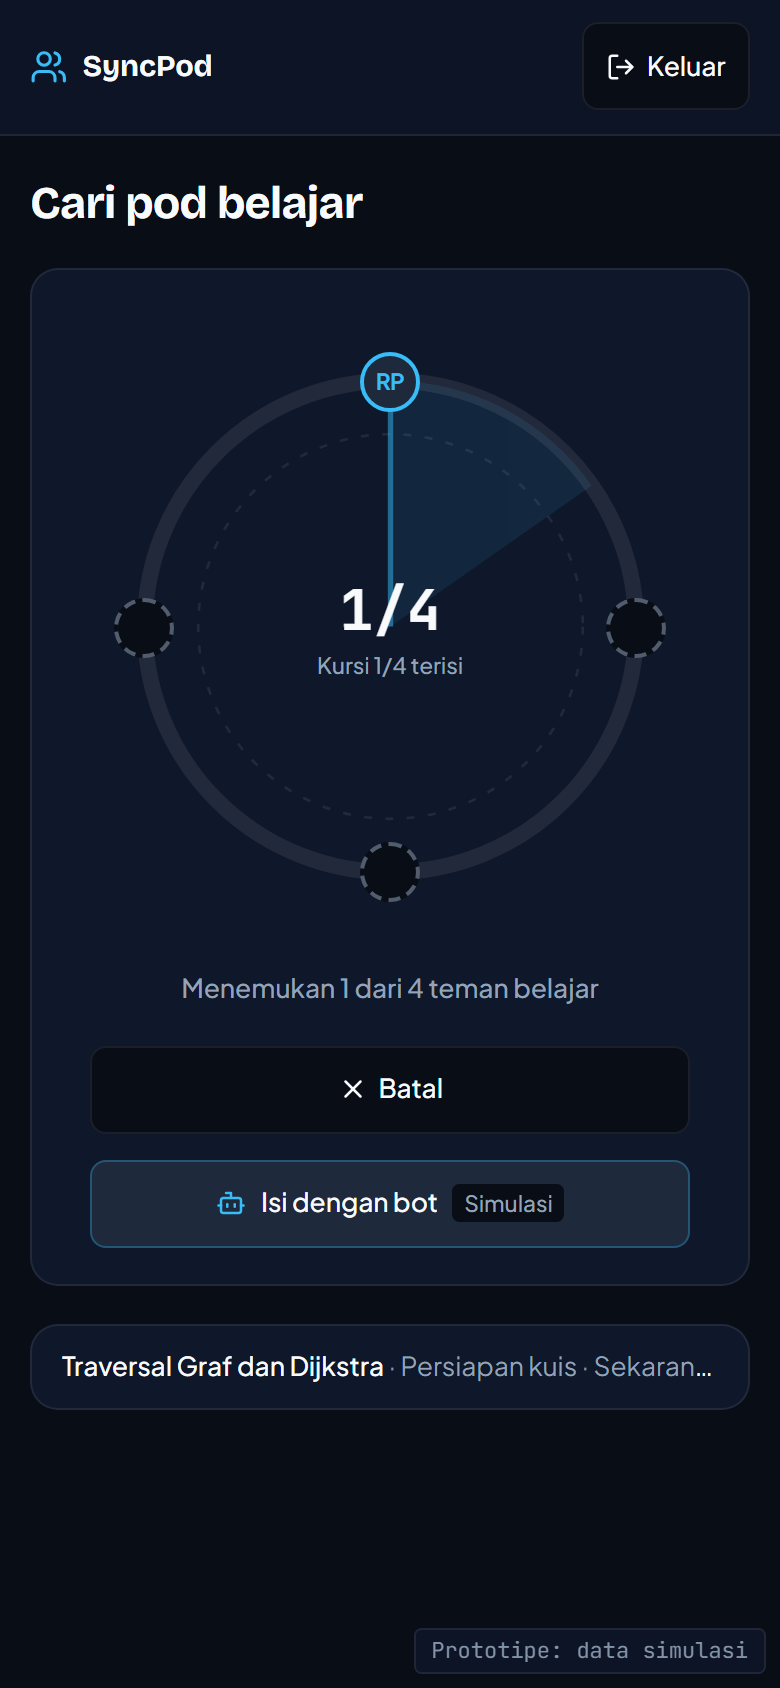 SyncPod
Keluar
Cari pod belajar
RP
1/4
Kursi 1/4 terisi
Menemukan 1 dari 4 teman belajar
Batal
Isi dengan bot Simulasi
Traversal Graf dan Dijkstra · Persiapan kuis · Sekaran...
Prototipe: data simulasi